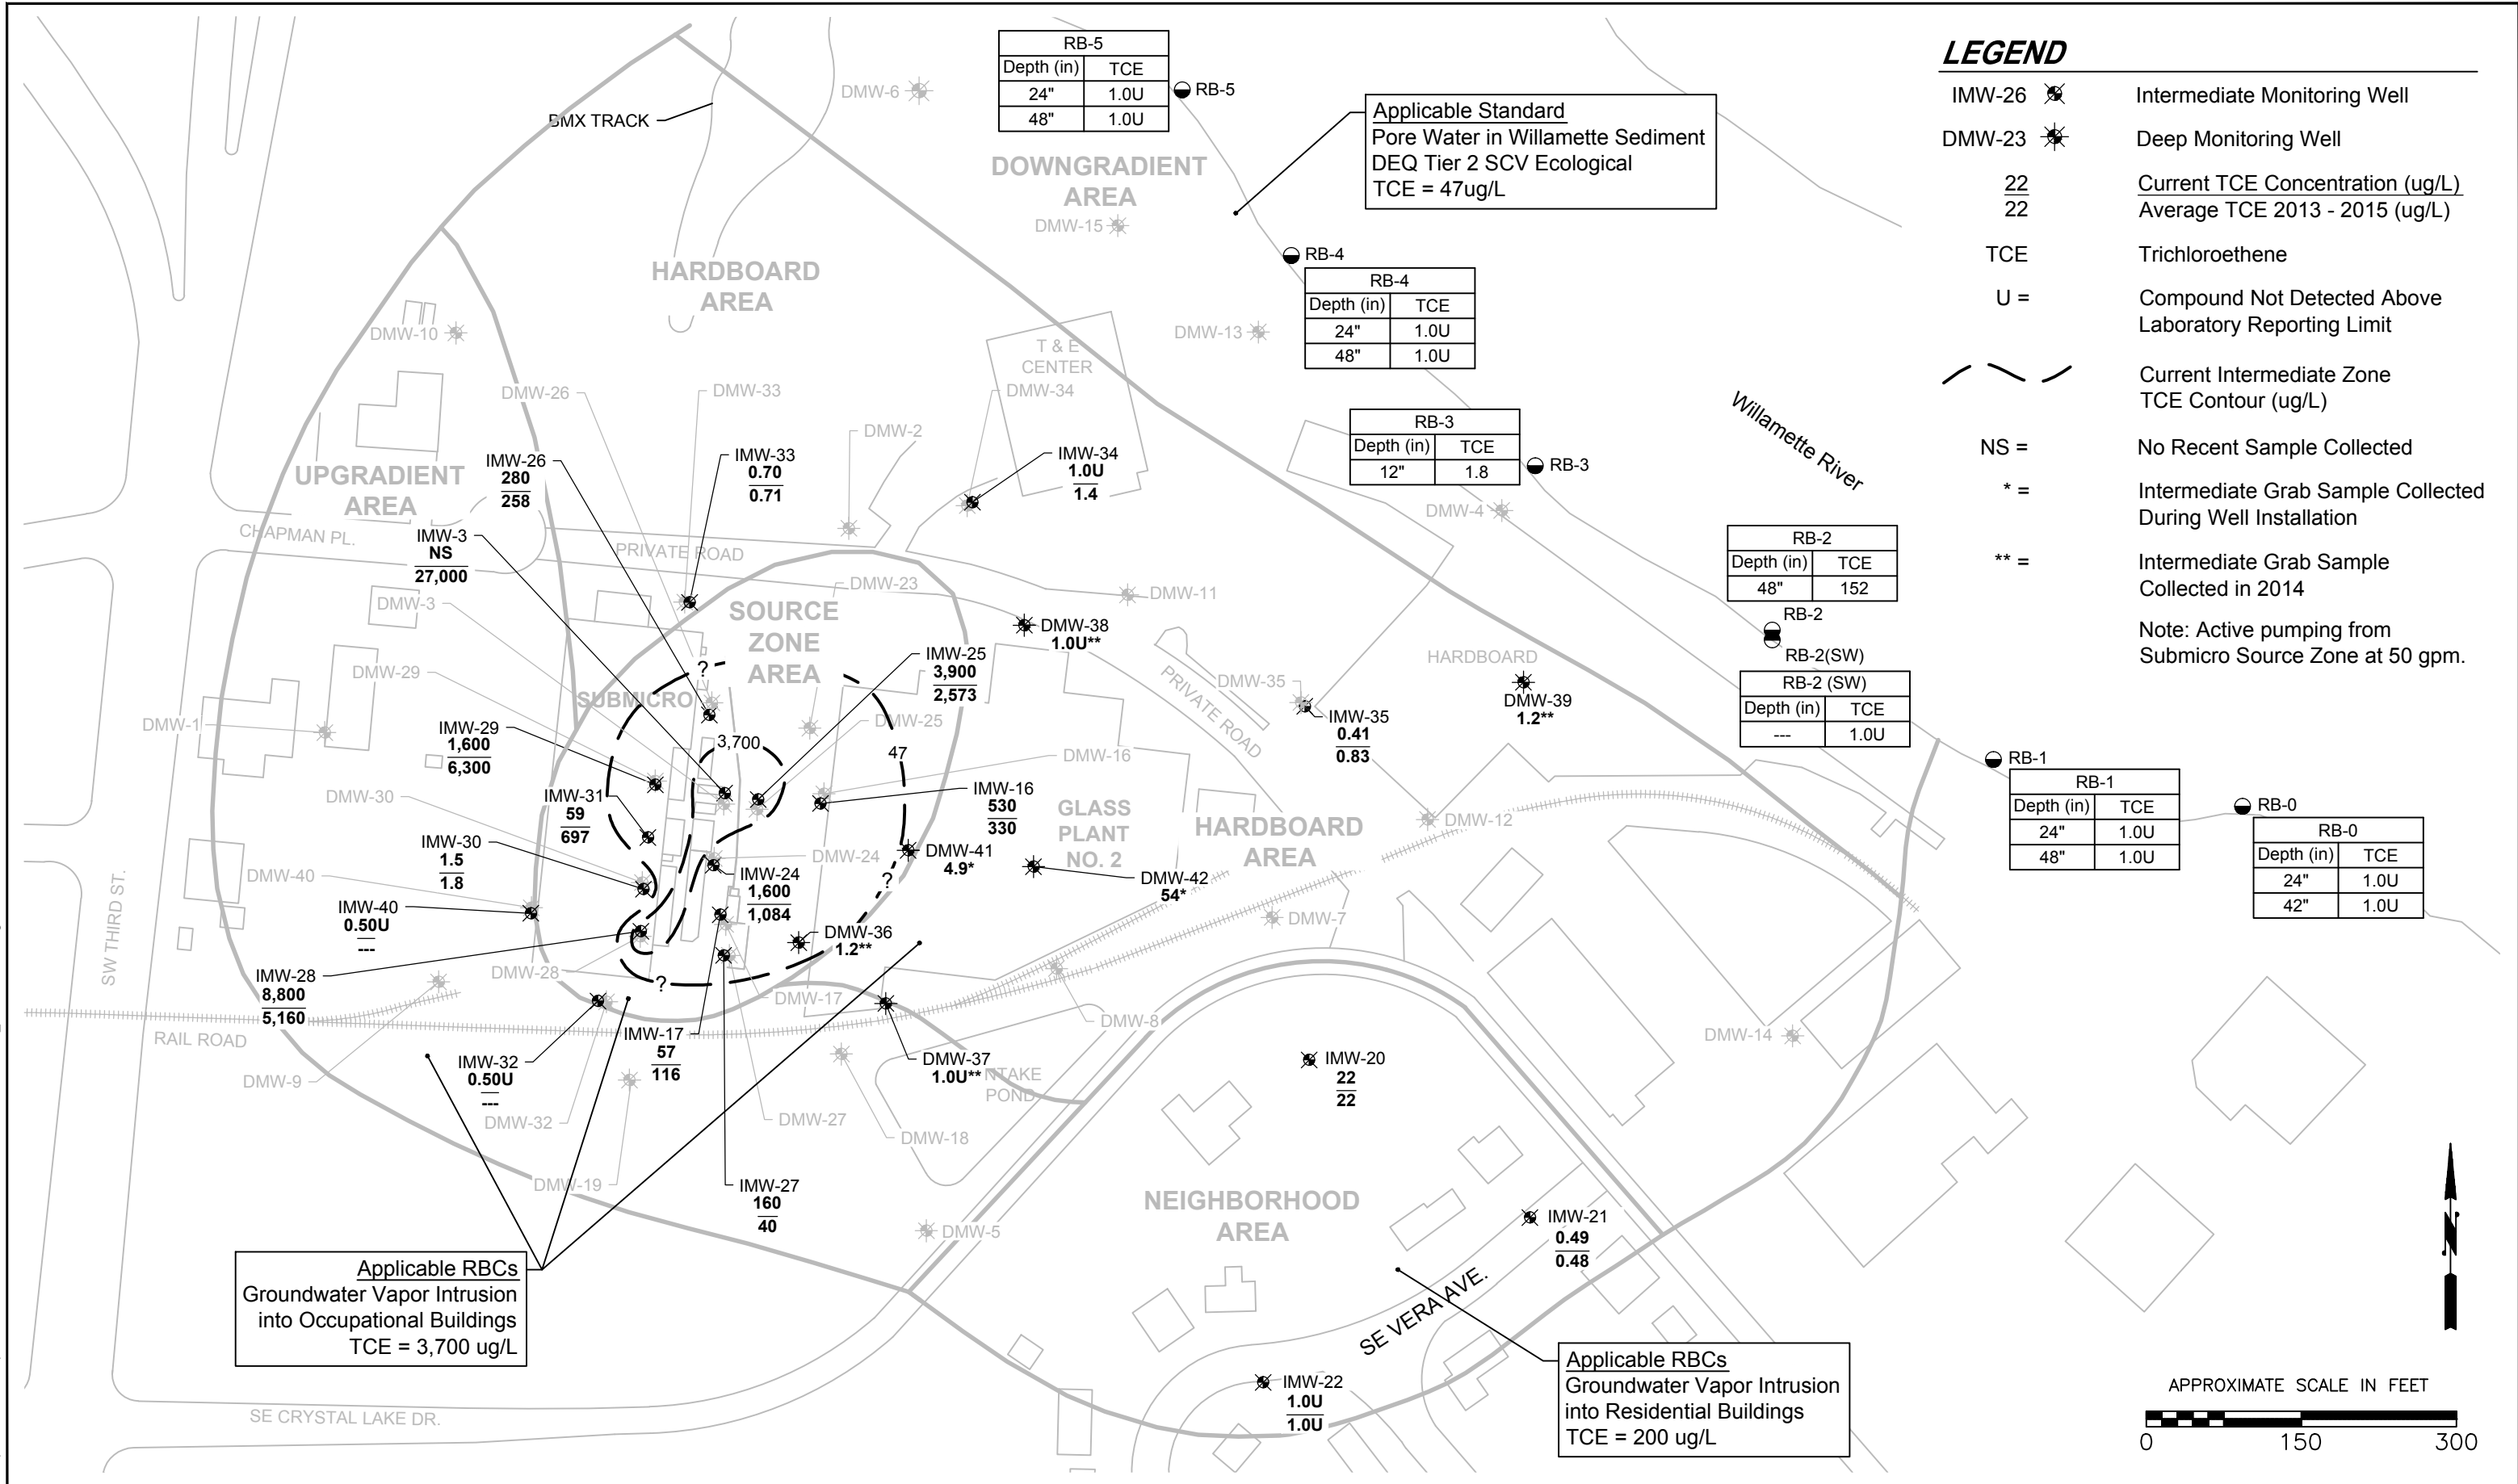 LEGEND
IMW-26 Intermediate Monitoring Well
DMW-23 Deep Monitoring Well
22 Current TCE Concentration (ug/L)
22 Average TCE 2013 - 2015 (ug/L)
TCE Trichloroethene
U = Compound Not Detected Above
Laboratory Reporting Limit
Current Intermediate Zone
TCE Contour (ug/L)
NS = No Recent Sample Collected
* = Intermediate Grab Sample Collected
During Well Installation
** = Intermediate Grab Sample
Collected in 2014
Note: Active pumping from
Submicro Source Zone at 50 gpm.
RB-5
Depth (in) TCE
24" 1.0U
48" 1.0U
RB-5
Applicable Standard
Pore Water in Willamette Sediment
DEQ Tier 2 SCV Ecological
TCE = 47ug/L
DMW-6
BMX TRACK
DOWNGRADIENT
AREA
DMW-15
RB-4
RB-4
Depth (in) TCE
24" 1.0U
48" 1.0U
HARDBOARD
AREA
DMW-10
DMW-13
T & E
CENTER
DMW-26
DMW-33
DMW-34
DMW-2
RB-3
Depth (in) TCE
12" 1.8
RB-3
Willamette River
DMW-4
UPGRADIENT
AREA
IMW-26
280
258
IMW-33
0.70
0.71
IMW-34
1.0U
1.4
CHAPMAN PL.
PRIVATE ROAD
IMW-3
NS
27,000
RB-2
Depth (in) TCE
48" 152
RB-2
RB-2(SW)
RB-2 (SW)
Depth (in) TCE
--- 1.0U
DMW-3
DMW-23
DMW-11
SOURCE
ZONE
AREA
DMW-38
1.0U**
IMW-25
3,900
2,573
HARDBOARD
PRIVATE ROAD
DMW-35
DMW-39
1.2**
DMW-29
?
SUBMICRO
DMW-1
DMW-25
IMW-35
0.41
0.83
IMW-29
1,600
6,300
3,700
47
DMW-16
RB-1
RB-1
Depth (in) TCE
24" 1.0U
48" 1.0U
RB-0
RB-0
Depth (in) TCE
24" 1.0U
42" 1.0U
DMW-30
IMW-31
59
697
IMW-16
530
330
GLASS
PLANT
NO. 2
HARDBOARD
AREA
DMW-12
IMW-30
1.5
1.8
DMW-24
DMW-41
4.9*
DMW-40
IMW-24
1,600
1,084
?
DMW-42
54*
IMW-40
0.50U
---
DMW-7
DMW-36
1.2**
SW THIRD ST.
IMW-28
8,800
5,160
DMW-28
?
DMW-17
DMW-8
RAIL ROAD
IMW-17
57
116
DMW-14
DMW-9
IMW-32
0.50U
---
DMW-37
1.0U**
NTAKE
POND
IMW-20
22
22
DMW-32
DMW-27
DMW-18
DMW-19
IMW-27
160
40
NEIGHBORHOOD
AREA
DMW-5
IMW-21
0.49
0.48
Applicable RBCs
Groundwater Vapor Intrusion
into Occupational Buildings
TCE = 3,700 ug/L
SE VERA AVE.
Applicable RBCs
Groundwater Vapor Intrusion
into Residential Buildings
TCE = 200 ug/L
IMW-22
1.0U
1.0U
SE CRYSTAL LAKE DR.
N
APPROXIMATE SCALE IN FEET
0 150 300